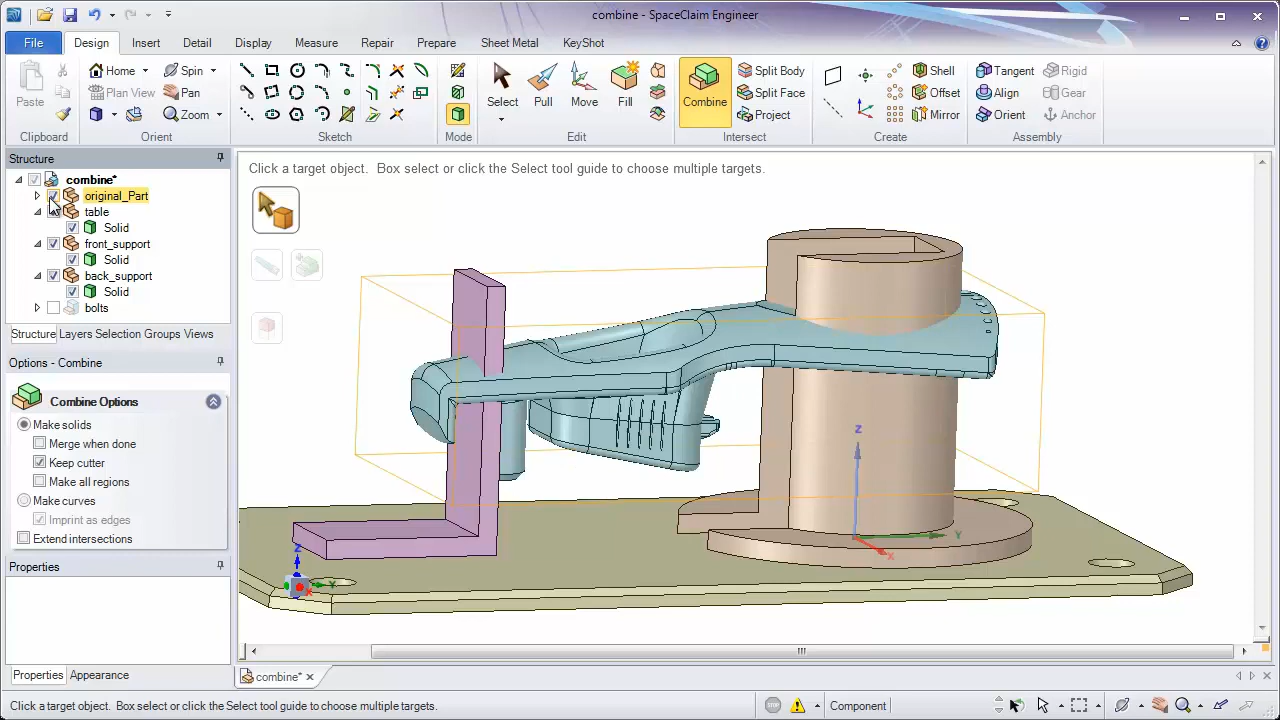 combine - SpaceClaim Engineer
File Design Insert Detail Display Measure Repair Prepare Sheet Metal KeyShot
Paste
Home Spin
Plan View Pan
Zoom
Select Pull Move Fill Combine
Split Body
Split Face
Project
Shell
Offset
Mirror
Tangent Rigid
Align Gear
Orient Anchor
Clipboard Orient Sketch Mode Edit Intersect Create Assembly
Structure
combine*
original_Part
table
Solid
front_support
Solid
back_support
Solid
bolts
Structure Layers Selection Groups Views
Options - Combine
Combine Options
Make solids
Merge when done
Keep cutter
Make all regions
Make curves
Imprint as edges
Extend intersections
Properties
Properties Appearance
Click a target object. Box select or click the Select tool guide to choose multiple targets.
Z
Y
X
Z
Y
X
combine*
Click a target object. Box select or click the Select tool guide to choose multiple targets.
Component